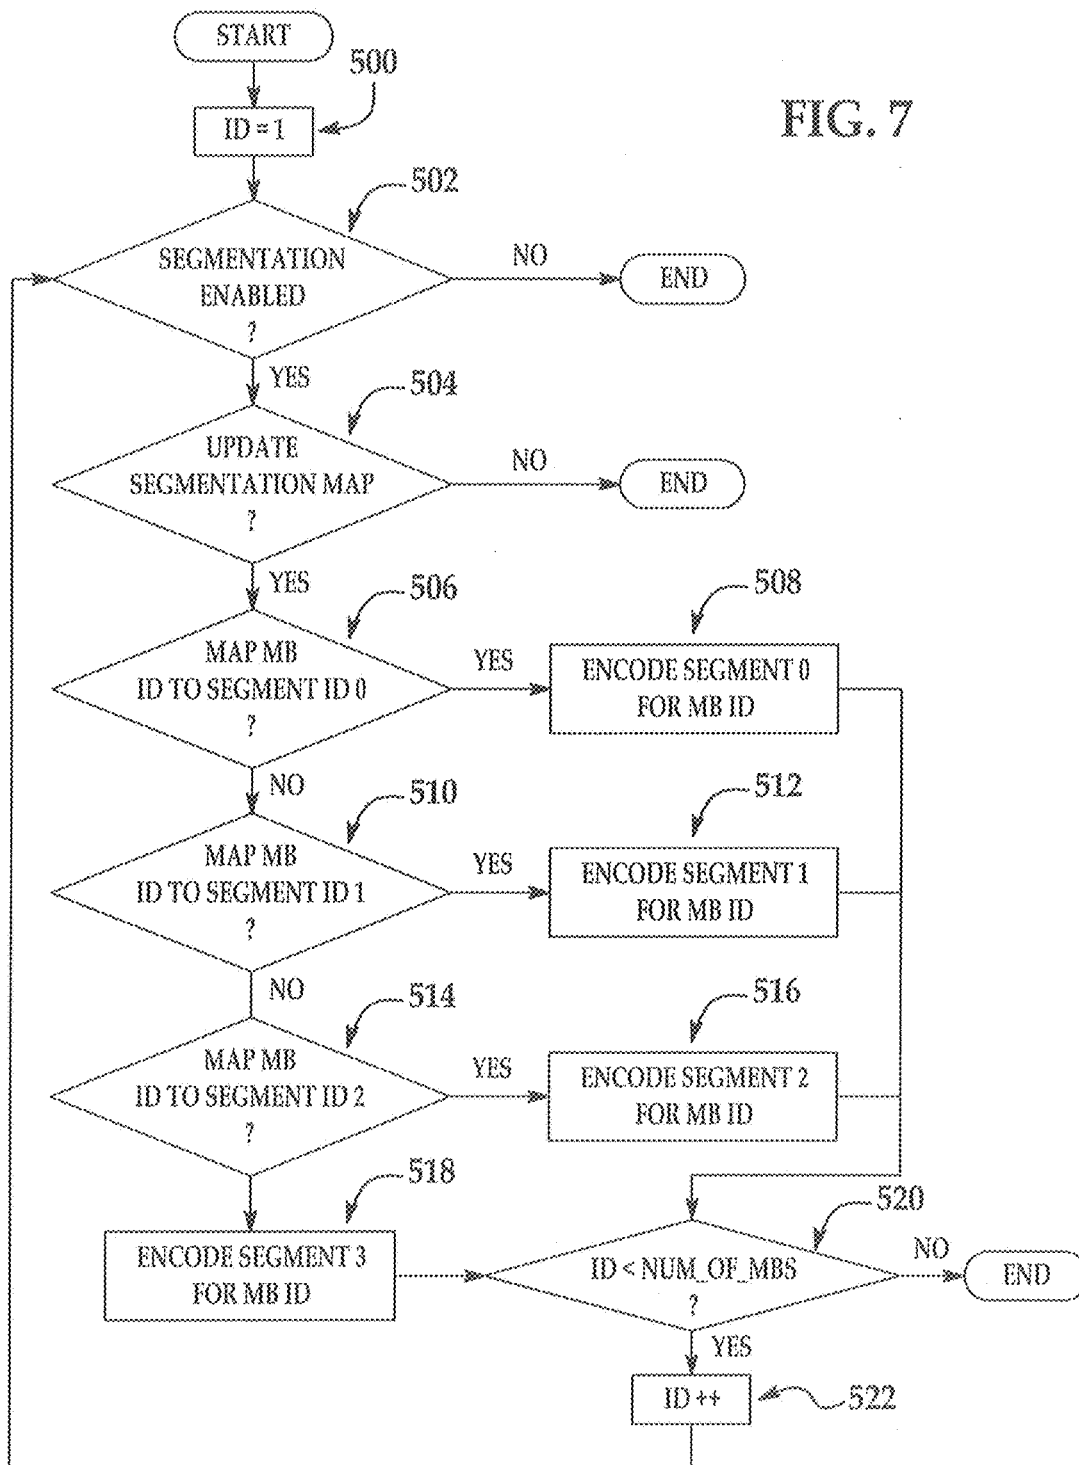 START
500
ID = 1
FIG. 7
502
SEGMENTATION
ENABLED
?
NO
END
YES
504
UPDATE
SEGMENTATION MAP
?
NO
END
YES
506
MAP MB
ID TO SEGMENT ID 0
?
YES
508
ENCODE SEGMENT 0
FOR MB ID
NO
510
MAP MB
ID TO SEGMENT ID 1
?
YES
512
ENCODE SEGMENT 1
FOR MB ID
NO
514
MAP MB
ID TO SEGMENT ID 2
?
YES
516
ENCODE SEGMENT 2
FOR MB ID
518
ENCODE SEGMENT 3
FOR MB ID
520
ID < NUM_OF_MBS
?
NO
END
YES
ID ++
522